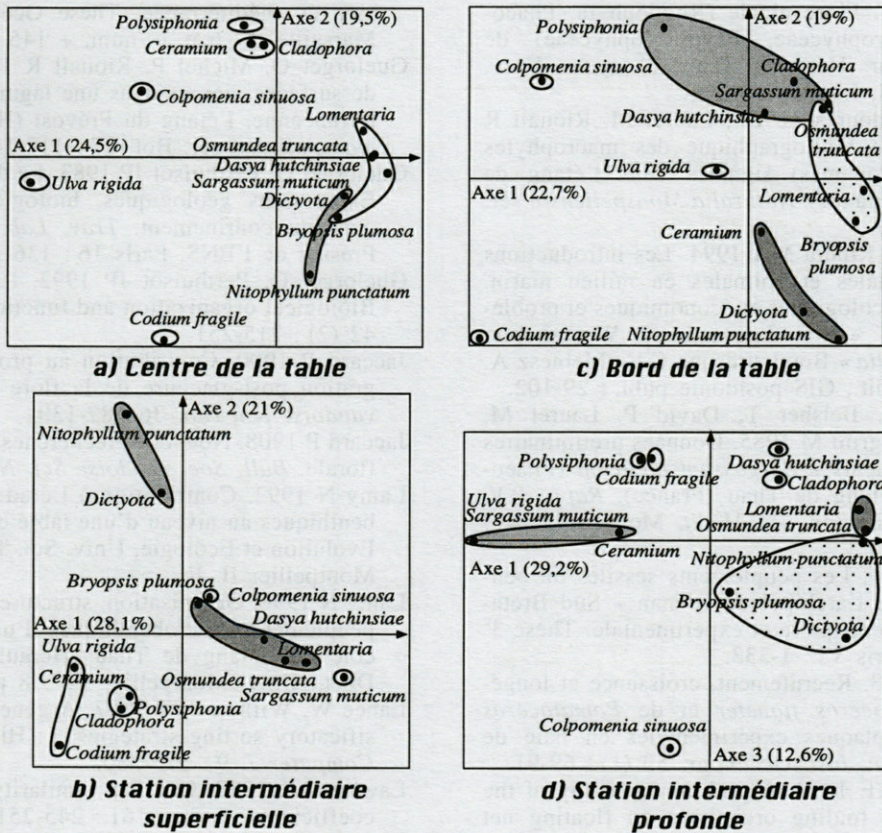 Axe 2 (19,5%)
Polysiphonia
Ceramium
Cladophora
Colpomenia sinuosa
Lomentaria
Osmundea truncata
Axe 1 (24,5%)
Dasya hutchinsiae
Ulva rigida
Sargassum muticum
Dictyota
Bryopsis plumosa
Nitophyllum punctatum
Codium fragile
a) Centre de la table
Axe 2 (19%)
Polysiphonia
Cladophora
Colpomenia sinuosa
Sargassum muticum
Dasya hutchinsiae
Osmundea
truncata
Ulva rigida
Axe 1 (22,7%)
Lomentaria
Ceramium
Bryopsis
plumosa
Dictyota
Codium fragile
Nitophyllum punctatum
c) Bord de la table
Axe 2 (21%)
Nitophyllum punctatum
Dictyota
Bryopsis plumosa
Colpomenia sinuosa
Dasya hutchinsiae
Axe 1 (28,1%)
Ulva rigida
Lomentaria
Ceramium
Osmundea truncata
Sargassum muticum
Polysiphonia
Cladophora
Codium fragile
b) Station intermédiaire
superficielle
Polysiphonia
Codium fragile
Dasya hutchinsiae
Cladophora
Ulva rigida
Sargassum muticum
Lomentaria
Osmundea truncata
Ceramium
Axe 1 (29,2%)
Nitophyllum punctatum
Bryopsis plumosa
Dictyota
Colpomenia sinuosa
Axe 3 (12,6%)
d) Station intermédiaire
profonde